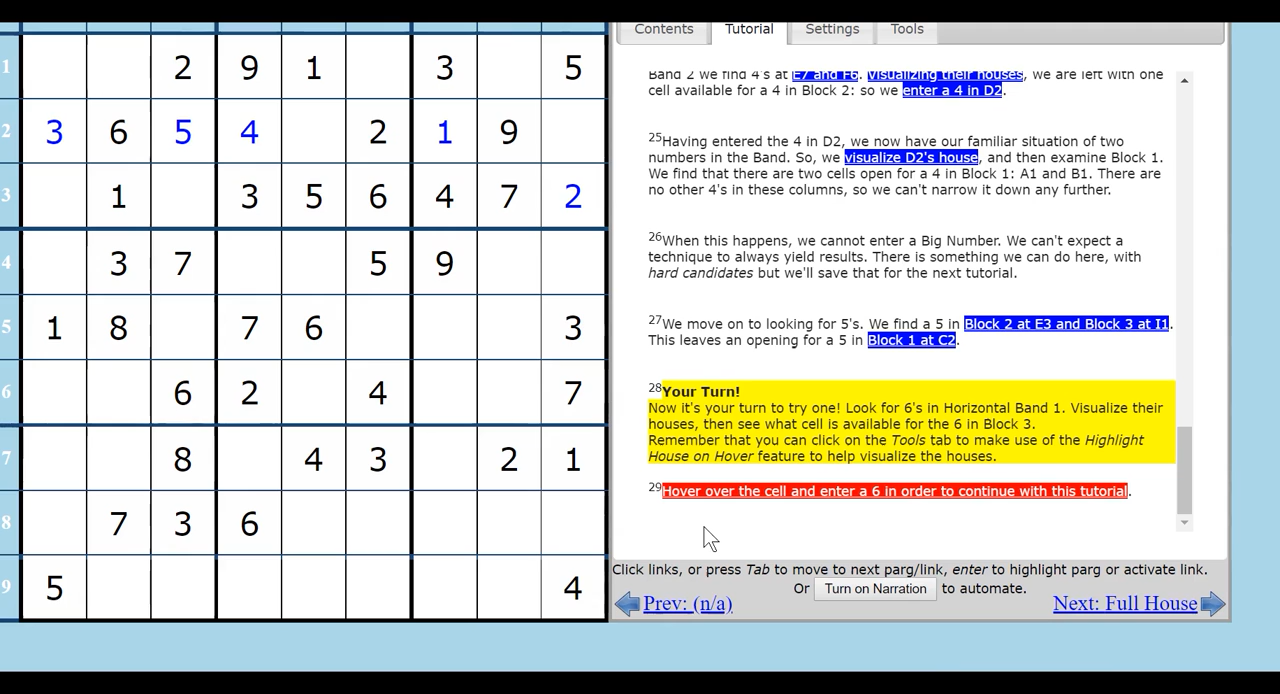 Contents Tutorial Settings Tools
1 2 9 1 3 5
2 3 6 5 4 2 1 9
3 1 3 5 6 4 7 2
4 3 7 5 9
5 1 8 7 6 3
6 6 2 4 7
7 8 4 3 2 1
8 7 3 6
9 5 4
Band 2 we find 4's at E7 and F6. Visualizing their houses, we are left with one
cell available for a 4 in Block 2: so we enter a 4 in D2.
25Having entered the 4 in D2, we now have our familiar situation of two
numbers in the Band. So, we visualize D2's house, and then examine Block 1.
We find that there are two cells open for a 4 in Block 1: A1 and B1. There are
no other 4's in these columns, so we can't narrow it down any further.
26When this happens, we cannot enter a Big Number. We can't expect a
technique to always yield results. There is something we can do here, with
hard candidates but we'll save that for the next tutorial.
27We move on to looking for 5's. We find a 5 in Block 2 at E3 and Block 3 at I1.
This leaves an opening for a 5 in Block 1 at C2.
28Your Turn!
Now it's your turn to try one! Look for 6's in Horizontal Band 1. Visualize their
houses, then see what cell is available for the 6 in Block 3.
Remember that you can click on the Tools tab to make use of the Highlight
House on Hover feature to help visualize the houses.
29Hover over the cell and enter a 6 in order to continue with this tutorial.
Click links, or press Tab to move to next parg/link, enter to highlight parg or activate link.
Or Turn on Narration to automate.
Prev: (n/a) Next: Full House